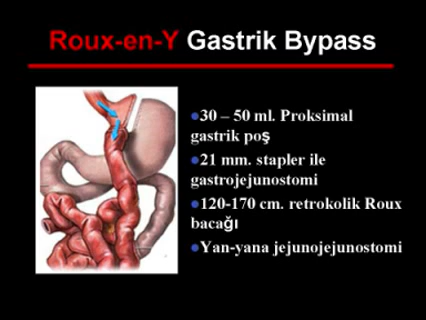 Roux-en-Y Gastrik Bypass
●30 – 50 ml. Proksimal
gastrik poş
●21 mm. stapler ile
gastrojejunostomi
●120-170 cm. retrokolik Roux
bacağı
●Yan-yana jejunojejunostomi